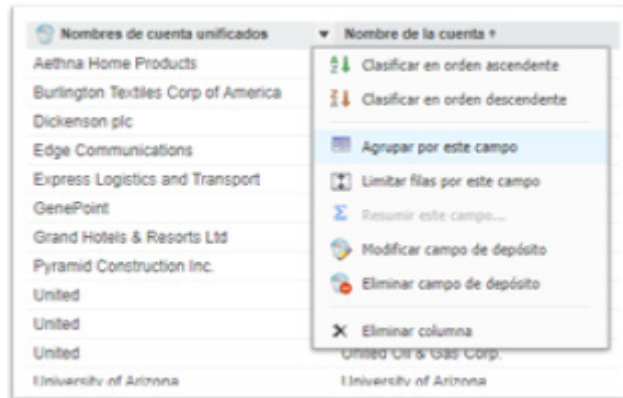 Nombres de cuenta unificados
Nombre de la cuenta ↑
Aethna Home Products
Clasificar en orden ascendente
Burlington Textiles Corp of America
Clasificar en orden descendente
Dickenson plc
Edge Communications
Agrupar por este campo
Express Logistics and Transport
Limitar filas por este campo
GenePoint
Resumir este campo...
Grand Hotels & Resorts Ltd
Modificar campo de depósito
Pyramid Construction Inc.
Eliminar campo de depósito
United
United
Eliminar columna
United
United Oil & Gas Corp.
University of Arizona
University of Arizona